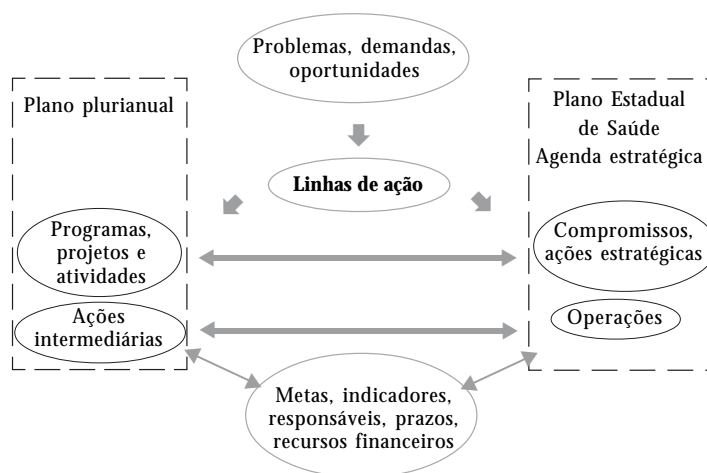 Problemas, demandas,
oportunidades
Plano plurianual
Plano Estadual
de Saúde
Agenda estratégica
Linhas de ação
Programas,
projetos e
atividades
Compromissos,
ações estratégicas
Ações
intermediárias
Operações
Metas, indicadores,
responsáveis, prazos,
recursos financeiros